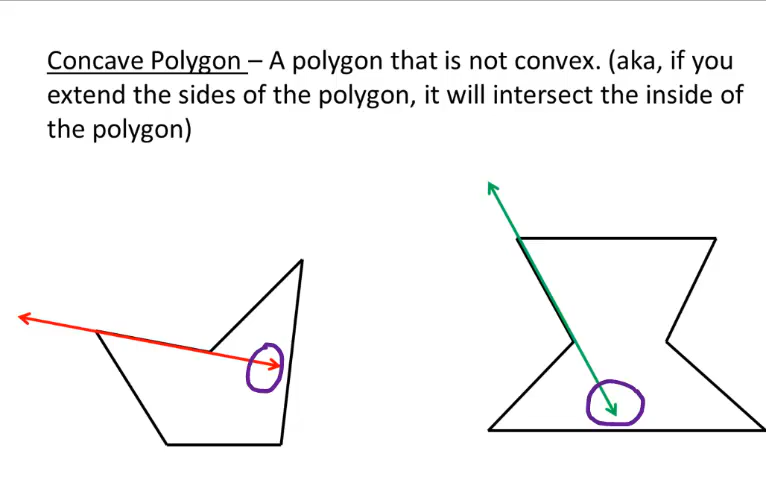 Concave Polygon – A polygon that is not convex. (aka, if you
extend the sides of the polygon, it will intersect the inside of
the polygon)